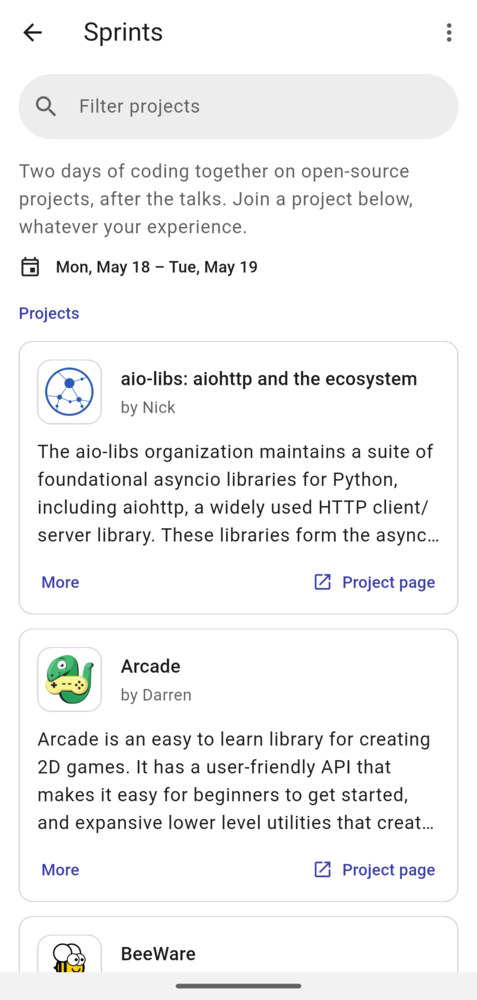 Sprints
Filter projects
Two days of coding together on open-source
projects, after the talks. Join a project below,
whatever your experience.
Mon, May 18 – Tue, May 19
Projects
aio-libs: aiohttp and the ecosystem
by Nick
The aio-libs organization maintains a suite of
foundational asyncio libraries for Python,
including aiohttp, a widely used HTTP client/
server library. These libraries form the async…
More
Project page
Arcade
by Darren
Arcade is an easy to learn library for creating
2D games. It has a user-friendly API that
makes it easy for beginners to get started,
and expansive lower level utilities that creat…
More
Project page
BeeWare